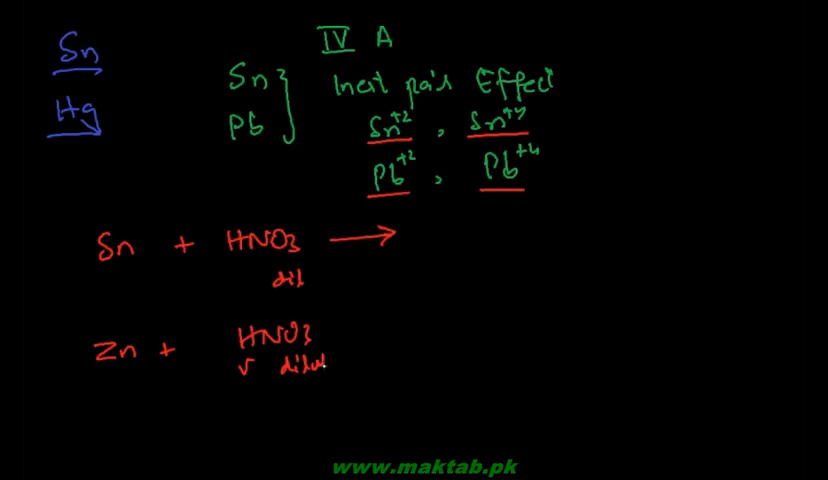 IV A
Sn
Sn
Inert pair Effect
Hg
Pb
Sn+2 , Sn+4
Pb+2 , Pb+4
Sn + HNO3 →
dil
Zn + HNO3
v dilut
www.maktab.pk